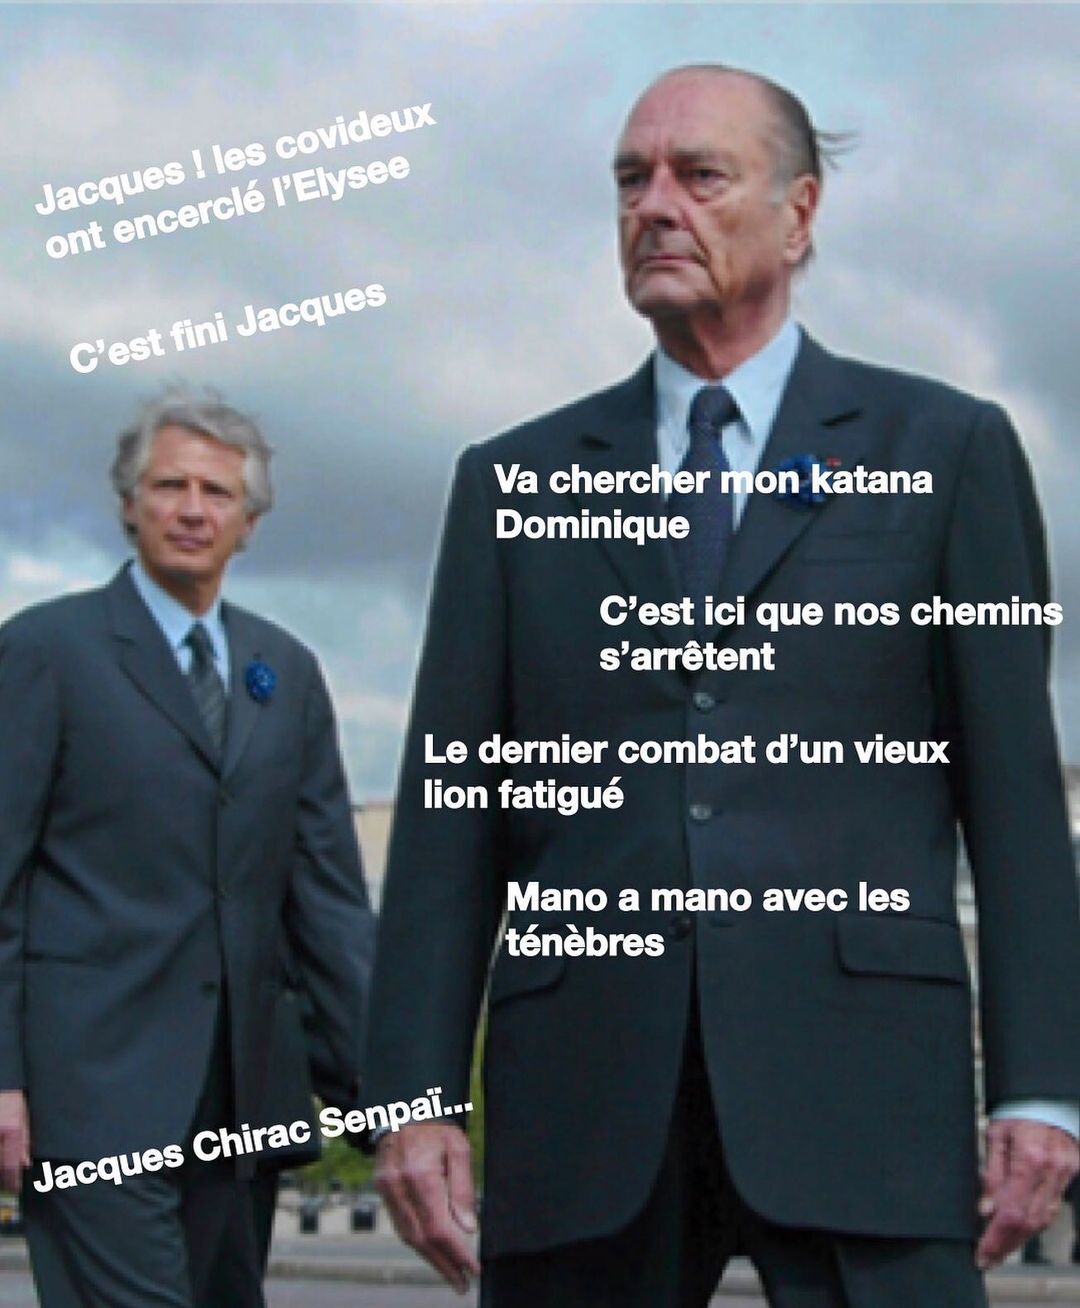 Jacques ! les covideux
ont encerclé l'Elysee
C'est fini Jacques
Va chercher mon katana
Dominique
C'est ici que nos chemins
s'arrêtent
Le dernier combat d'un vieux
lion fatigué
Mano a mano avec les
ténèbres
Jacques Chirac Senpaï...